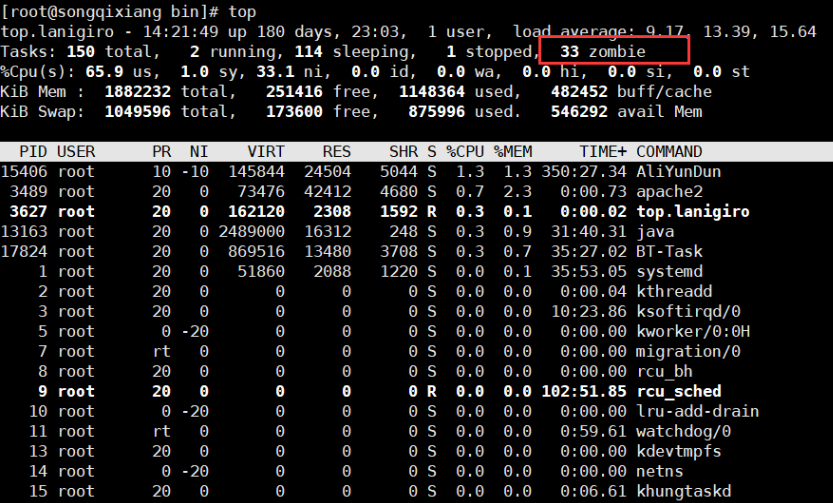 [root@songqixiang bin]# top
top.lanigiro - 14:21:49 up 180 days, 23:03,  1 user,  load average: 9.17, 13.39, 15.64
Tasks: 150 total,   2 running, 114 sleeping,   1 stopped,  33 zombie
%Cpu(s): 65.9 us,  1.0 sy, 33.1 ni,  0.0 id,  0.0 wa,  0.0 hi,  0.0 si,  0.0 st
KiB Mem :  1882232 total,   251416 free,  1148364 used,   482452 buff/cache
KiB Swap:  1049596 total,   173600 free,   875996 used.   546292 avail Mem
  PID USER      PR  NI    VIRT    RES    SHR S %CPU %MEM     TIME+ COMMAND
15406 root      10 -10  145844  24504   5044 S  1.3  1.3 350:27.34 AliYunDun
 3489 root      20   0   73476  42412   4680 S  0.7  2.3   0:00.73 apache2
 3627 root      20   0  162120   2308   1592 R  0.3  0.1   0:00.02 top.lanigiro
13163 root      20   0 2489000  16312    248 S  0.3  0.9  31:40.31 java
17824 root      20   0  869516  13480   3708 S  0.3  0.7  35:27.02 BT-Task
    1 root      20   0   51860   2088   1220 S  0.0  0.1  35:53.05 systemd
    2 root      20   0       0      0      0 S  0.0  0.0   0:00.04 kthreadd
    3 root      20   0       0      0      0 S  0.0  0.0  10:23.86 ksoftirqd/0
    5 root       0 -20       0      0      0 S  0.0  0.0   0:00.00 kworker/0:0H
    7 root      rt   0       0      0      0 S  0.0  0.0   0:00.00 migration/0
    8 root      20   0       0      0      0 S  0.0  0.0   0:00.00 rcu_bh
    9 root      20   0       0      0      0 R  0.0  0.0 102:51.85 rcu_sched
   10 root       0 -20       0      0      0 S  0.0  0.0   0:00.00 lru-add-drain
   11 root      rt   0       0      0      0 S  0.0  0.0   0:59.61 watchdog/0
   13 root      20   0       0      0      0 S  0.0  0.0   0:00.00 kdevtmpfs
   14 root       0 -20       0      0      0 S  0.0  0.0   0:00.00 netns
   15 root      20   0       0      0      0 S  0.0  0.0   0:06.61 khungtaskd